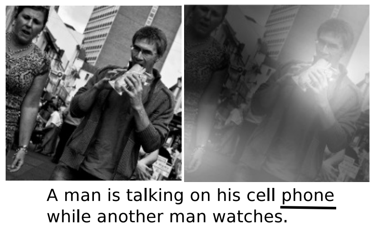 A man is talking on his cell phone
while another man watches.